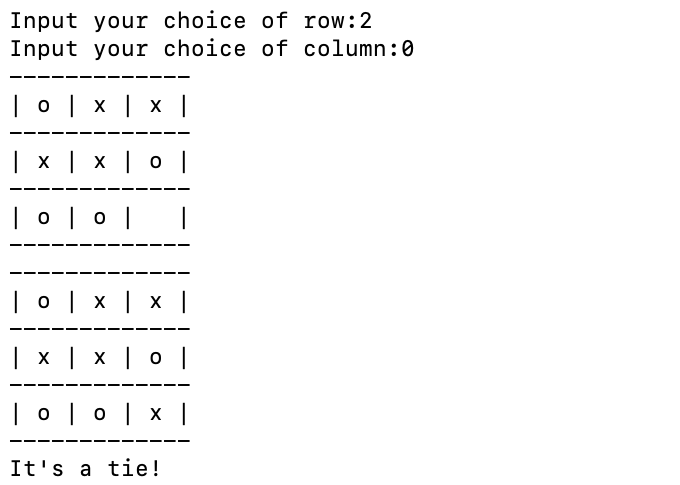 Input your choice of row:2
Input your choice of column:0
-------------
| o | x | x |
-------------
| x | x | o |
-------------
| o | o |   |
-------------
-------------
| o | x | x |
-------------
| x | x | o |
-------------
| o | o | x |
-------------
It's a tie!